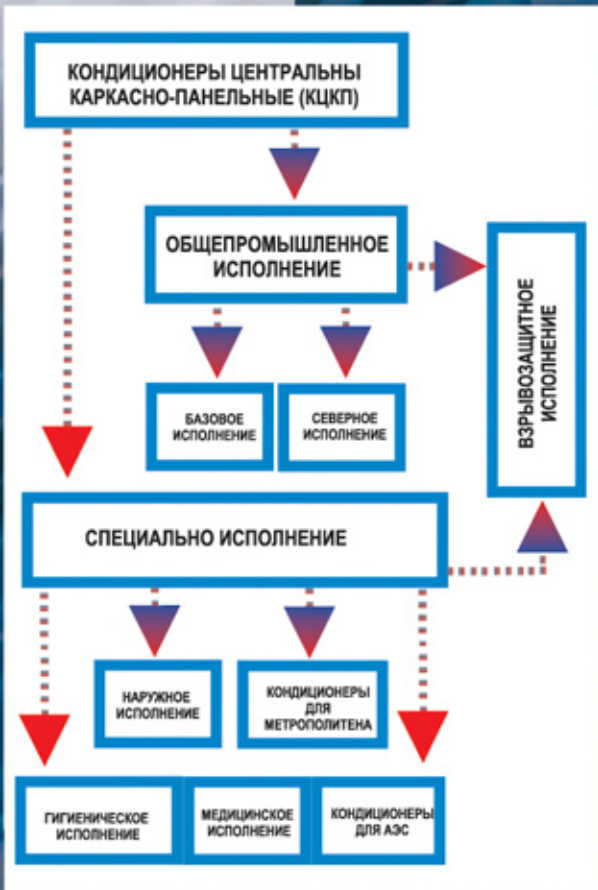 КОНДИЦИОНЕРЫ ЦЕНТРАЛЬНЫ
КАРКАСНО-ПАНЕЛЬНЫЕ (КЦКП)
ОБЩЕПРОМЫШЛЕННОЕ
ИСПОЛНЕНИЕ
ВЗРЫВОЗАЩИТНОЕ
ИСПОЛНЕНИЕ
БАЗОВОЕ
ИСПОЛНЕНИЕ
СЕВЕРНОЕ
ИСПОЛНЕНИЕ
СПЕЦИАЛЬНО ИСПОЛНЕНИЕ
НАРУЖНОЕ
ИСПОЛНЕНИЕ
КОНДИЦИОНЕРЫ
ДЛЯ
МЕТРОПОЛИТЕНА
ГИГИЕНИЧЕСКОЕ
ИСПОЛНЕНИЕ
МЕДИЦИНСКОЕ
ИСПОЛНЕНИЕ
КОНДИЦИОНЕРЫ
ДЛЯ АЭС